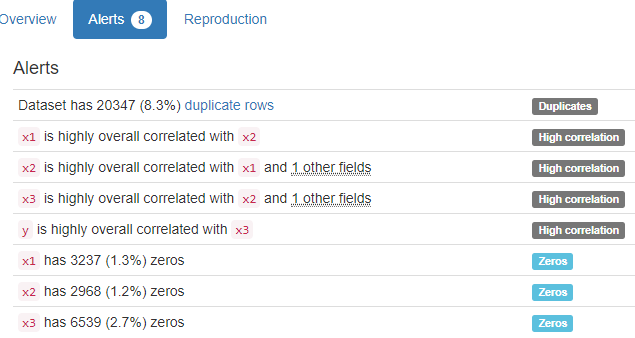 Overview Alerts 8 Reproduction
Alerts
Dataset has 20347 (8.3%) duplicate rows Duplicates
x1 is highly overall correlated with x2 High correlation
x2 is highly overall correlated with x1 and 1 other fields High correlation
x3 is highly overall correlated with x2 and 1 other fields High correlation
y is highly overall correlated with x3 High correlation
x1 has 3237 (1.3%) zeros Zeros
x2 has 2968 (1.2%) zeros Zeros
x3 has 6539 (2.7%) zeros Zeros